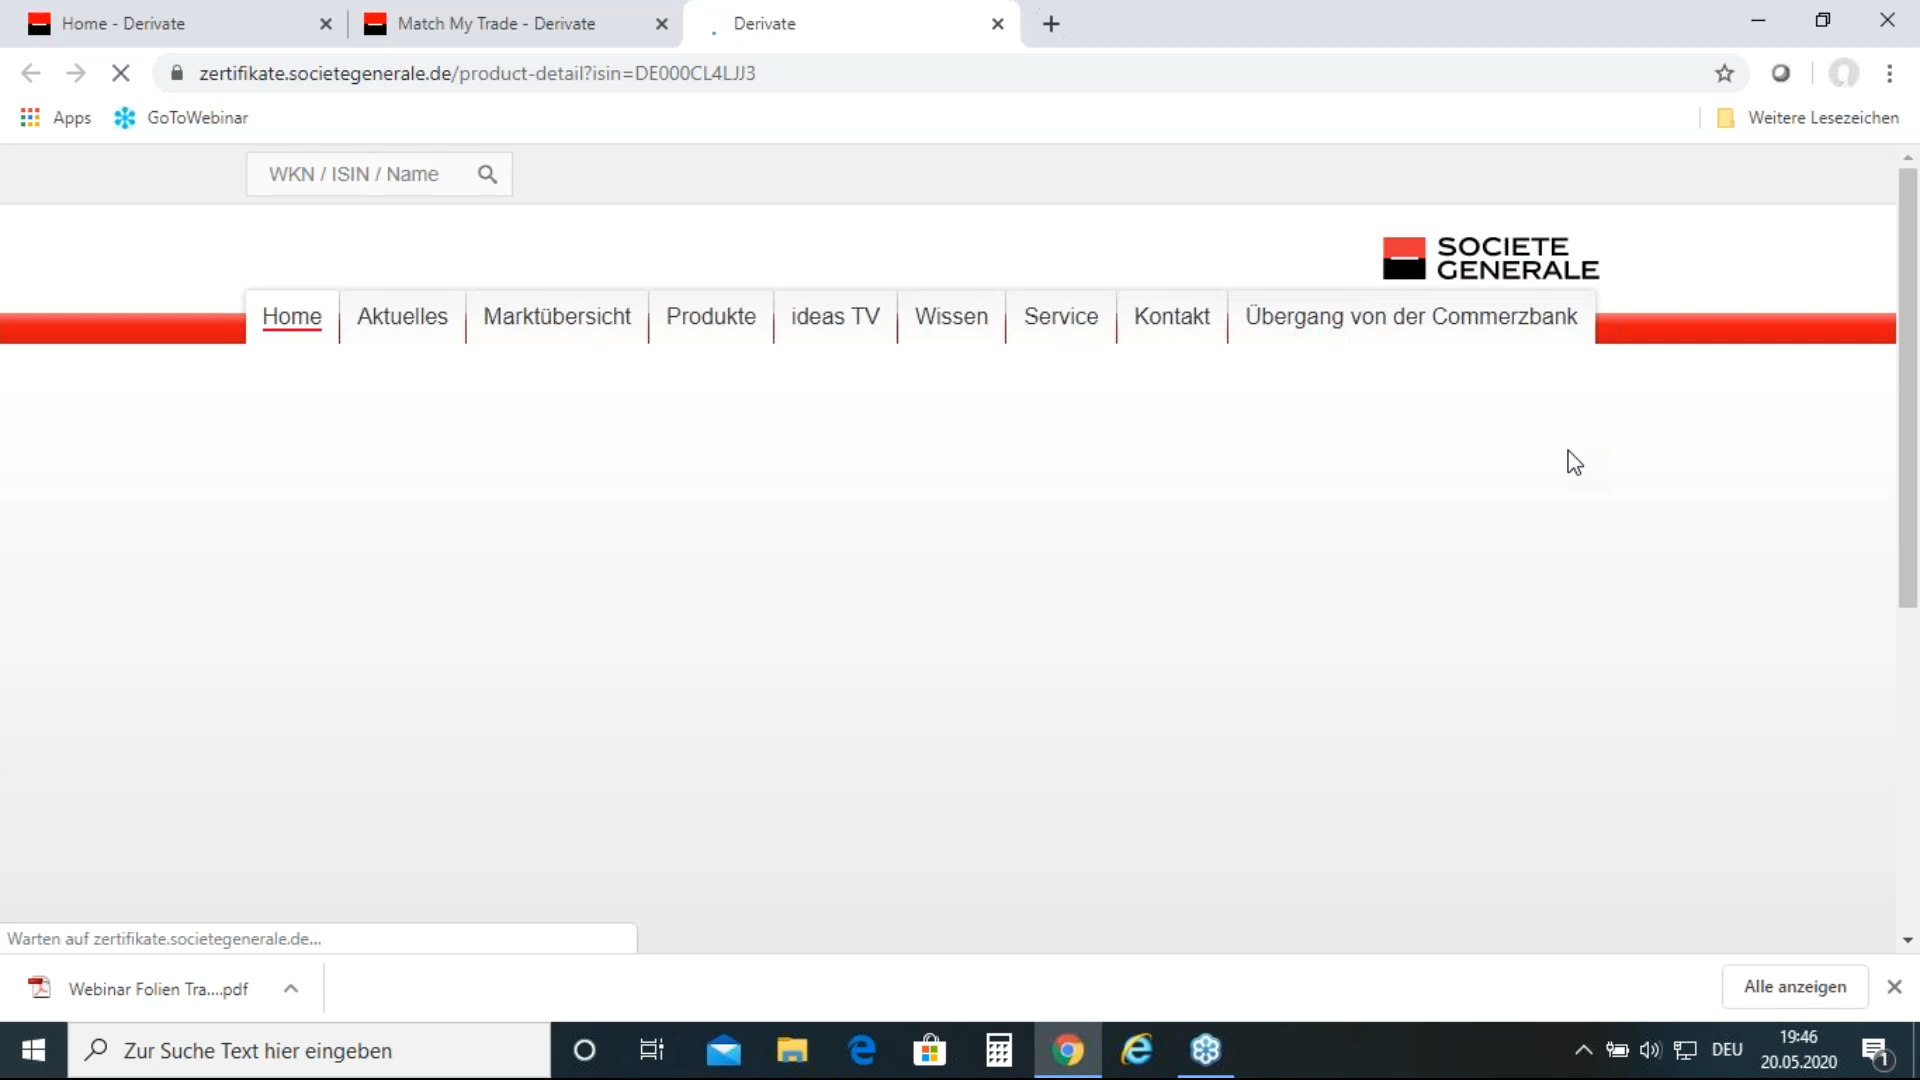 Home - Derivate
Match My Trade - Derivate
Derivate
zertifikate.societegenerale.de/product-detail?isin=DE000CL4LJJ3
Apps
GoToWebinar
Weitere Lesezeichen
WKN / ISIN / Name
SOCIETE
GENERALE
Home
Aktuelles
Marktübersicht
Produkte
ideas TV
Wissen
Service
Kontakt
Übergang von der Commerzbank
Warten auf zertifikate.societegenerale.de...
Webinar Folien Tra....pdf
Alle anzeigen
Zur Suche Text hier eingeben
DEU
19:46
20.05.2020
1